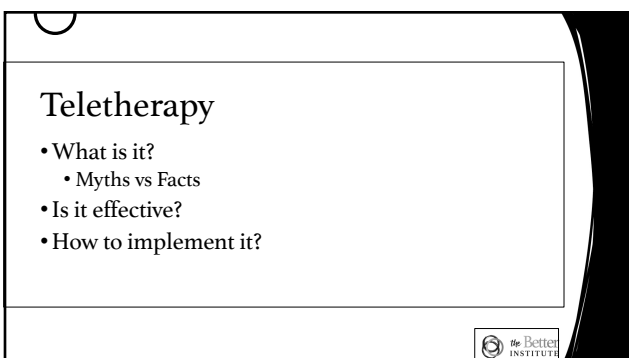 Teletherapy
• What is it?
• Myths vs Facts
• Is it effective?
• How to implement it?
the Better
INSTITUTE